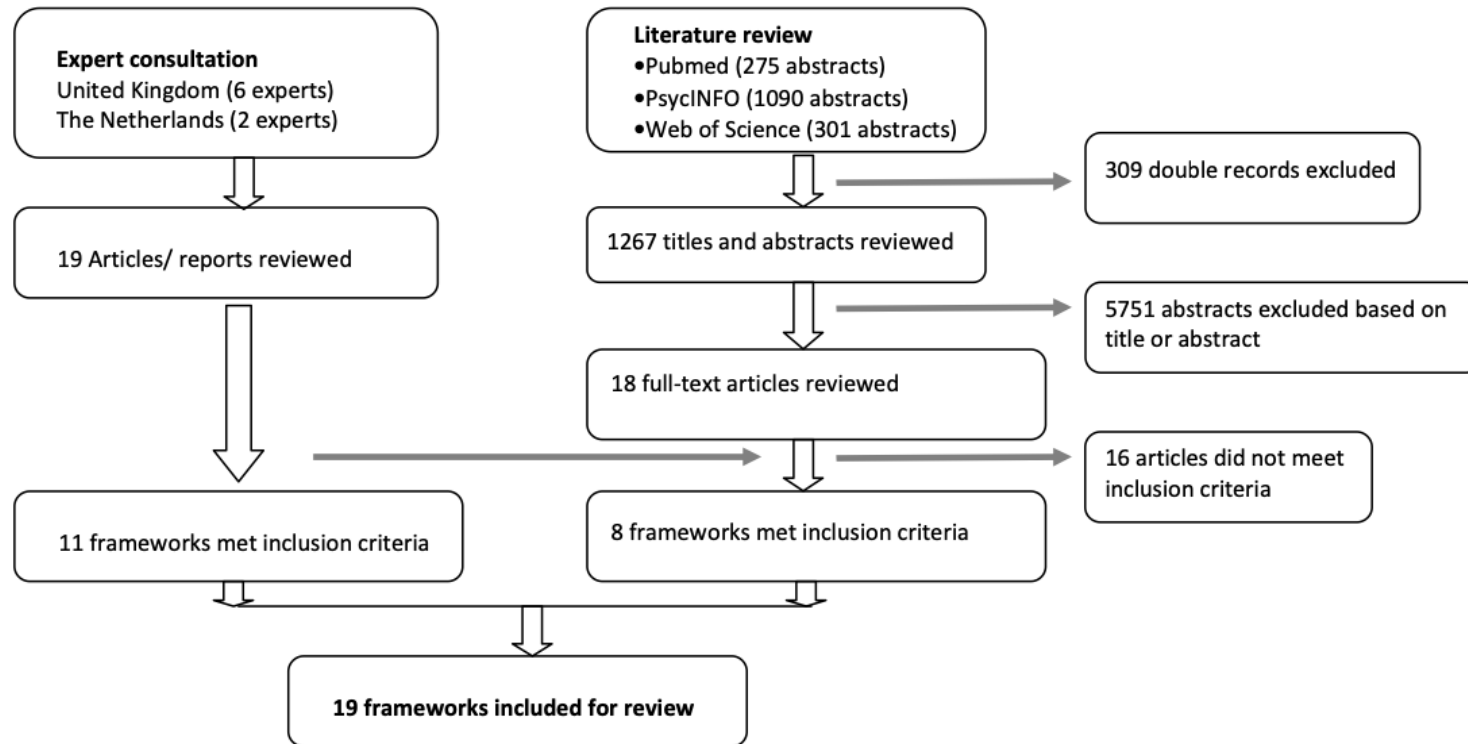 Expert consultation
United Kingdom (6 experts)
The Netherlands (2 experts)
Literature review
•Pubmed (275 abstracts)
•PsycINFO (1090 abstracts)
•Web of Science (301 abstracts)
309 double records excluded
19 Articles/ reports reviewed
1267 titles and abstracts reviewed
5751 abstracts excluded based on
title or abstract
18 full-text articles reviewed
16 articles did not meet
inclusion criteria
11 frameworks met inclusion criteria
8 frameworks met inclusion criteria
19 frameworks included for review